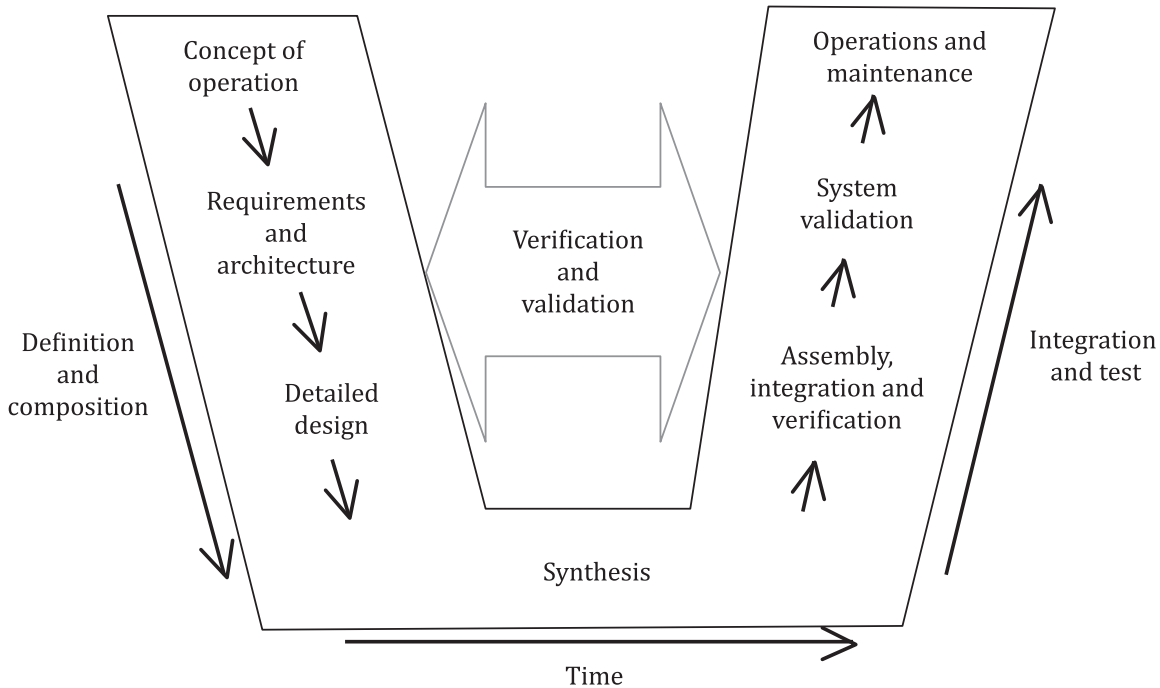 Concept of
operation
Requirements
and
architecture
Detailed
design
Definition
and
composition
Verification
and
validation
Synthesis
Operations and
maintenance
System
validation
Assembly,
integration and
verification
Integration
and test
Time